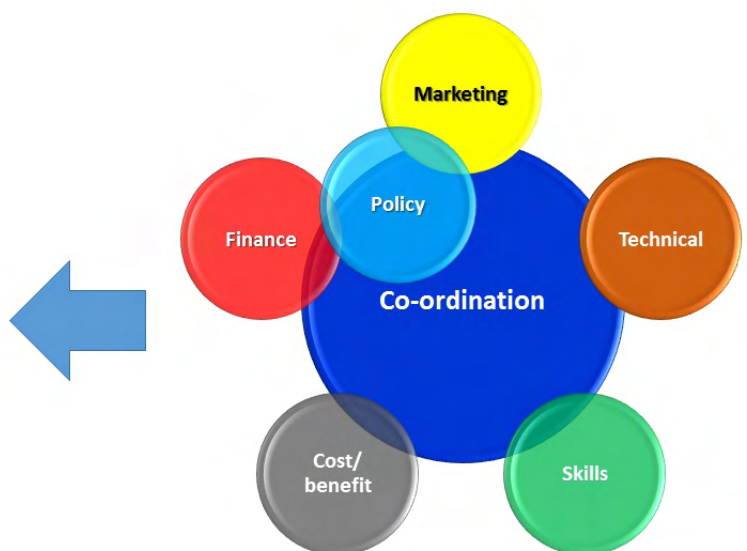 Marketing
Policy
Finance
Technical
Co-ordination
Cost/
benefit
Skills